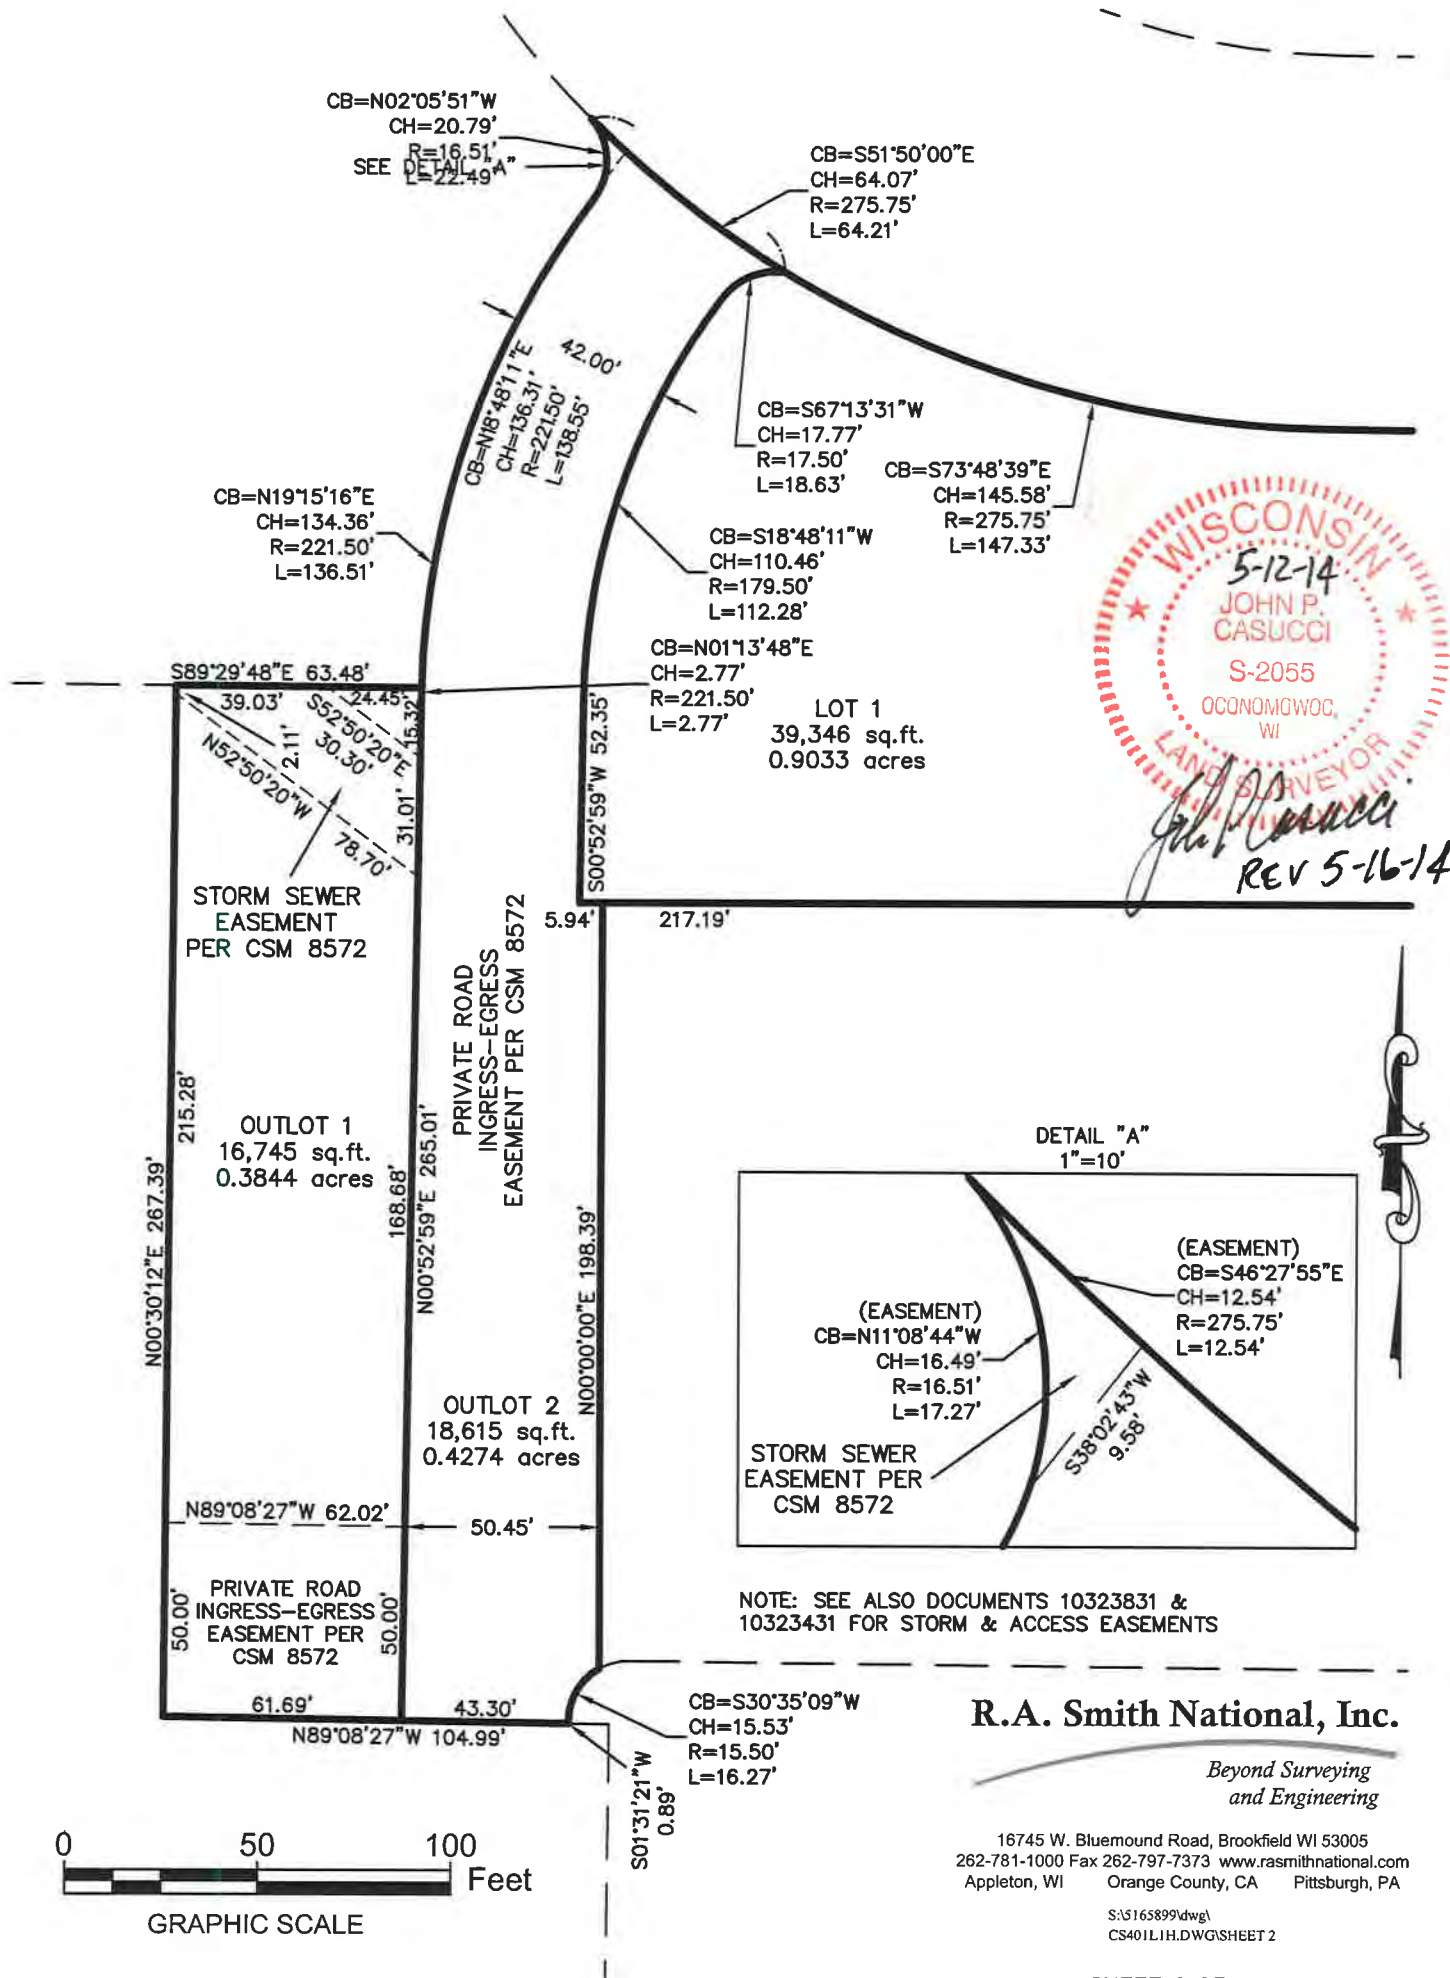 CB=N02°05'51"W
CH=20.79'
R=16.51'
SEE DETAIL "A"
L=22.49'
CB=S51°50'00"E
CH=64.07'
R=275.75'
L=64.21'
42.00'
CB=N18°48'11"E
CH=136.31'
R=221.50'
L=138.55'
CB=S67°13'31"W
CH=17.77'
R=17.50'
L=18.63'
CB=S73°48'39"E
CH=145.58'
R=275.75'
L=147.33'
CB=N19°15'16"E
CH=134.36'
R=221.50'
L=136.51'
CB=S18°48'11"W
CH=110.46'
R=179.50'
L=112.28'
CB=N01°13'48"E
CH=2.77'
R=221.50'
L=2.77'
WISCONSIN
5-12-14
JOHN P.
CASUCCI
S-2055
OCONOMOWOC,
WI
LAND SURVEYOR
John P Casucci
REV 5-16-14
S89°29'48"E 63.48'
39.03'
24.45'
15.32'
S52°50'20"E
30.30'
2.11'
N52°50'20"W
78.70'
31.01'
S00°52'59"W 52.35'
LOT 1
39,346 sq.ft.
0.9033 acres
STORM SEWER
EASEMENT
PER CSM 8572
5.94'
217.19'
PRIVATE ROAD
INGRESS-EGRESS
EASEMENT PER CSM 8572
215.28'
N00°30'12"E 267.39'
OUTLOT 1
16,745 sq.ft.
0.3844 acres
168.68'
N00°52'59"E 265.01'
N00°00'00"E 198.39'
DETAIL "A"
1"=10'
(EASEMENT)
CB=S46°27'55"E
CH=12.54'
R=275.75'
L=12.54'
(EASEMENT)
CB=N11°08'44"W
CH=16.49'
R=16.51'
L=17.27'
S38°02'43"W
9.58'
STORM SEWER
EASEMENT PER
CSM 8572
OUTLOT 2
18,615 sq.ft.
0.4274 acres
N89°08'27"W 62.02'
50.45'
PRIVATE ROAD
INGRESS-EGRESS
EASEMENT PER
CSM 8572
50.00'
50.00'
NOTE: SEE ALSO DOCUMENTS 10323831 &
10323431 FOR STORM & ACCESS EASEMENTS
61.69'
43.30'
N89°08'27"W 104.99'
CB=S30°35'09"W
CH=15.53'
R=15.50'
L=16.27'
S01°31'21"W
0.89'
R.A. Smith National, Inc.
Beyond Surveying
and Engineering
16745 W. Bluemound Road, Brookfield WI 53005
262-781-1000 Fax 262-797-7373 www.rasmithnational.com
Appleton, WI Orange County, CA Pittsburgh, PA
S:\5165899\dwg\
CS401L1H.DWG\SHEET 2
0 50 100
Feet
GRAPHIC SCALE